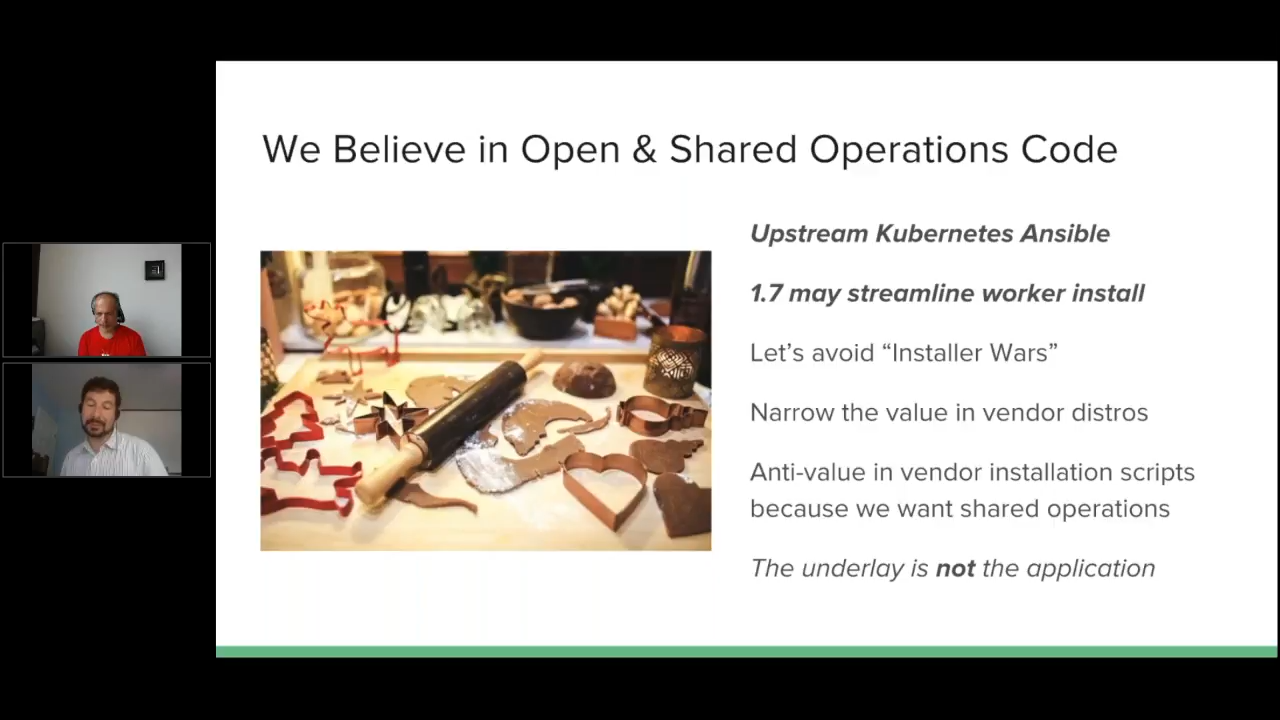 We Believe in Open & Shared Operations Code
Upstream Kubernetes Ansible
1.7 may streamline worker install
Let’s avoid “Installer Wars”
Narrow the value in vendor distros
Anti-value in vendor installation scripts
because we want shared operations
The underlay is not the application